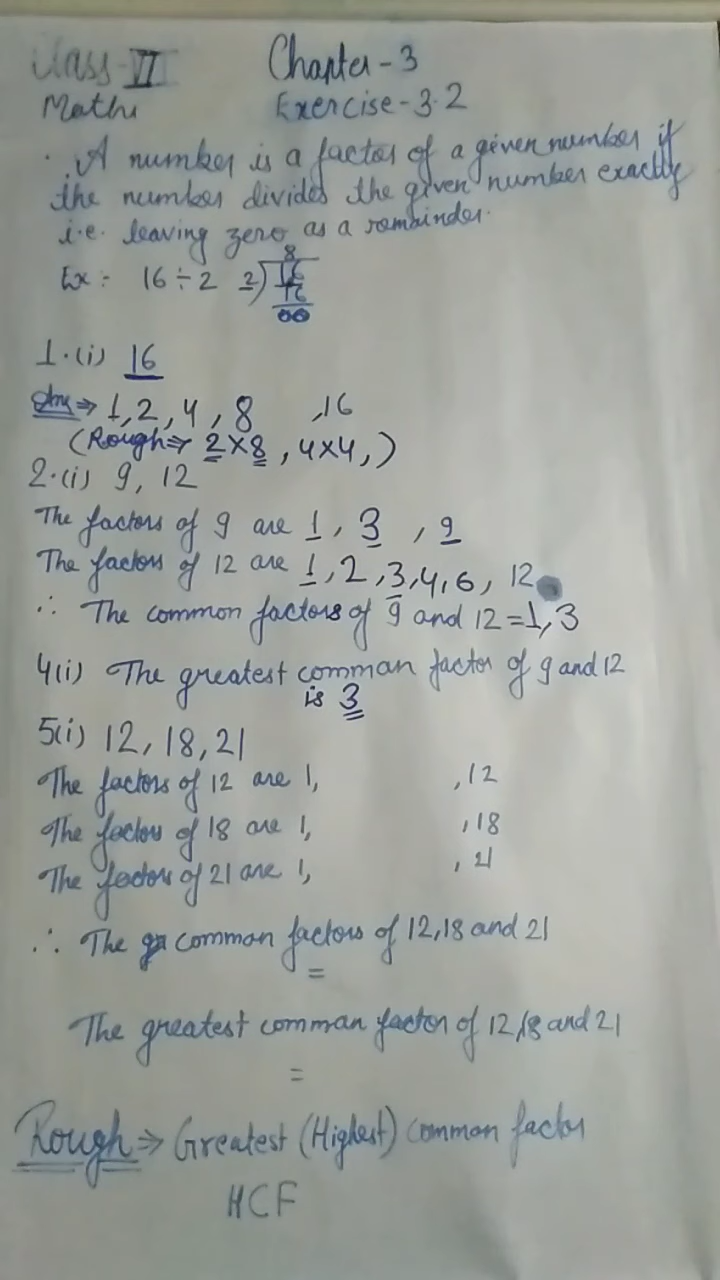 Class-VI Chapter-3
Maths Exercise-3.2
. A number is a factor of a given number if
the number divides the given number exactly
i.e. leaving zero as a remainder.
8
Ex:- 16÷2 2)16
16
00
1.(i) 16
Ans⇒ 1,2,4,8 ,16
(Rough⇒ 2×8, 4×4,)
2.(i) 9, 12
The factors of 9 are 1, 3 , 9
The factors of 12 are 1,2,3,4,6, 12
∴ The common factors of 9 and 12=1,3
4(i) The greatest comman factor of 9 and 12
is 3
5(i) 12, 18, 21
The factors of 12 are 1, ,12
The factors of 18 are 1, ,18
The factors of 21 are 1, , 21
∴ The common factors of 12,18 and 21
=
The greatest comman factor of 12,18 and 21
=
Rough⇒ Greatest (Highest) common factor
HCF